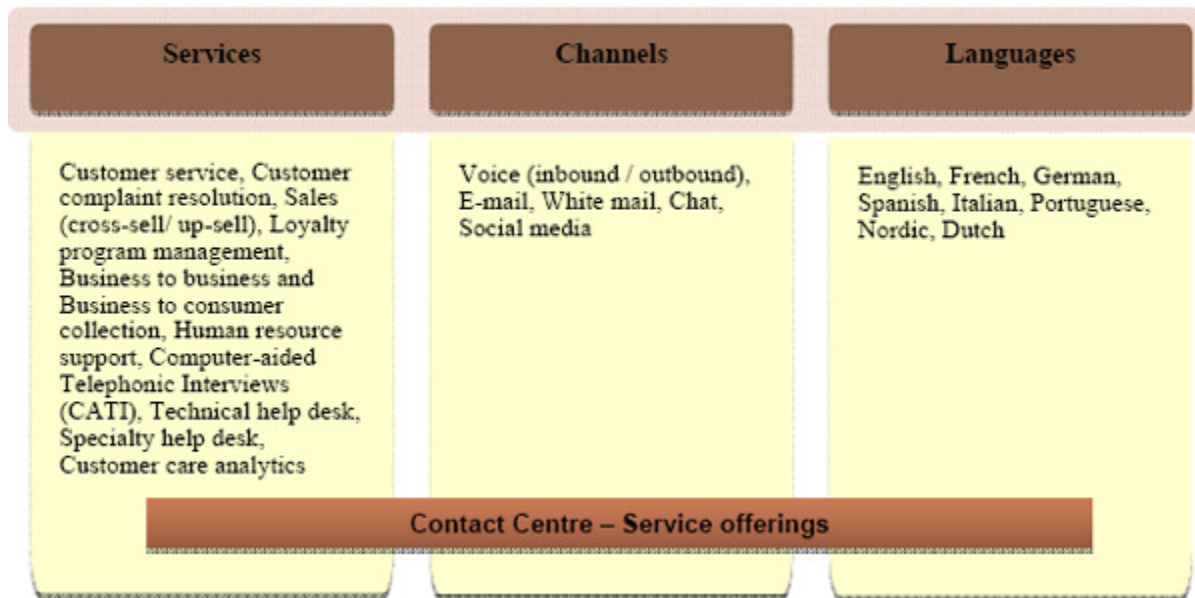 Services
Customer service, Customer
complaint resolution, Sales
(cross-sell/ up-sell), Loyalty
program management,
Business to business and
Business to consumer
collection, Human resource
support, Computer-aided
Telephonic Interviews
(CATI), Technical help desk,
Specialty help desk,
Customer care analytics
Channels
Voice (inbound / outbound),
E-mail, White mail, Chat,
Social media
Languages
English, French, German,
Spanish, Italian, Portuguese,
Nordic, Dutch
Contact Centre – Service offerings